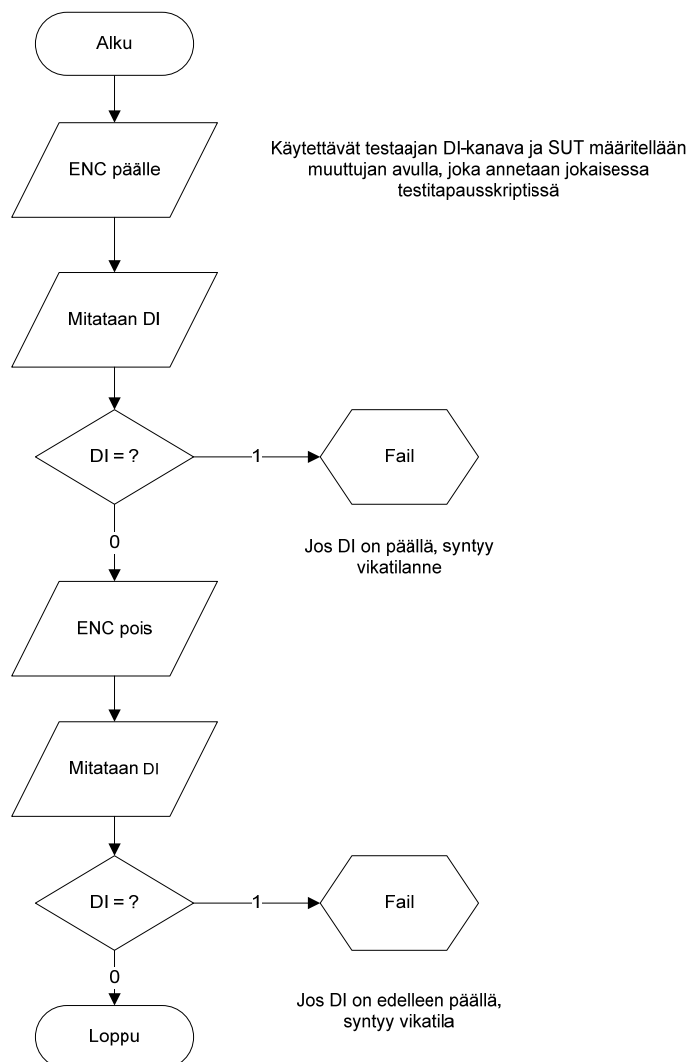 Alku
ENC päälle
Käytettävät testaajan DI-kanava ja SUT määritellään
muuttujan avulla, joka annetaan jokaisessa
testitapausskriptissä
Mitataan DI
DI = ?
1
Fail
0
Jos DI on päällä, syntyy
vikatilanne
ENC pois
Mitataan DI
DI = ?
1
Fail
0
Jos DI on edelleen päällä,
syntyy vikatila
Loppu